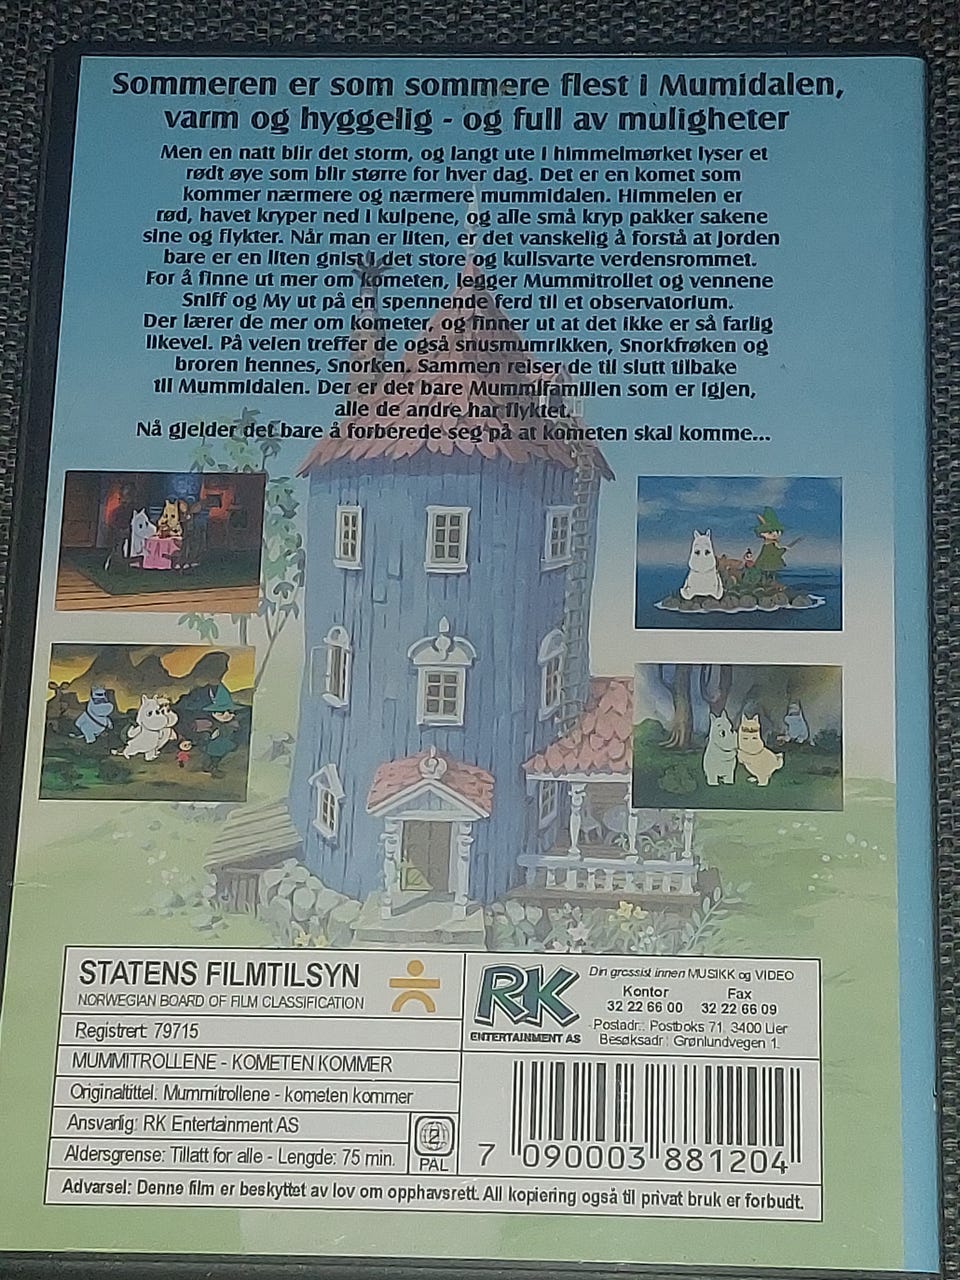 Sommeren er som sommere flest i Mumidalen,
varm og hyggelig - og full av muligheter
Men en natt blir det storm, og langt ute i himmelmørket lyser et
rødt øye som blir større for hver dag. Det er en komet som
kommer nærmere og nærmere mummidalen. Himmelen er
rød, havet kryper ned i kulpene, og alle små kryp pakker sakene
sine og flykter. Når man er liten, er det vanskelig å forstå at jorden
bare er en liten gnist i det store og kullsvarte verdensrommet.
For å finne ut mer om kometen, legger Mummitrollet og vennene
Sniff og My ut på en spennende ferd til et observatorium.
Der lærer de mer om kometer, og finner ut at det ikke er så farlig
likevel. På veien treffer de også snusmumrikken, Snorkfrøken og
broren hennes, Snorken. Sammen reiser de til slutt tilbake
til Mummidalen. Der er det bare Mummifamilien som er igjen,
alle de andre har flyktet.
Nå gjelder det bare å forberede seg på at kometen skal komme...
STATENS FILMTILSYN
NORWEGIAN BOARD OF FILM CLASSIFICATION
Registrert: 79715
MUMMITROLLENE - KOMETEN KOMMER
Originaltittel: Mummitrollene - kometen kommer
Ansvarlig: RK Entertainment AS
Aldersgrense: Tillatt for alle - Lengde: 75 min.
2
PAL
RK
ENTERTAINMENT AS
Din grossist innen MUSIKK og VIDEO
Kontor Fax
32 22 66 00 32 22 66 09
Postadr.: Postboks 71, 3400 Lier
Besøksadr.: Grønlundvegen 1.
7 090003 881204
Advarsel: Denne film er beskyttet av lov om opphavsrett. All kopiering også til privat bruk er forbudt.